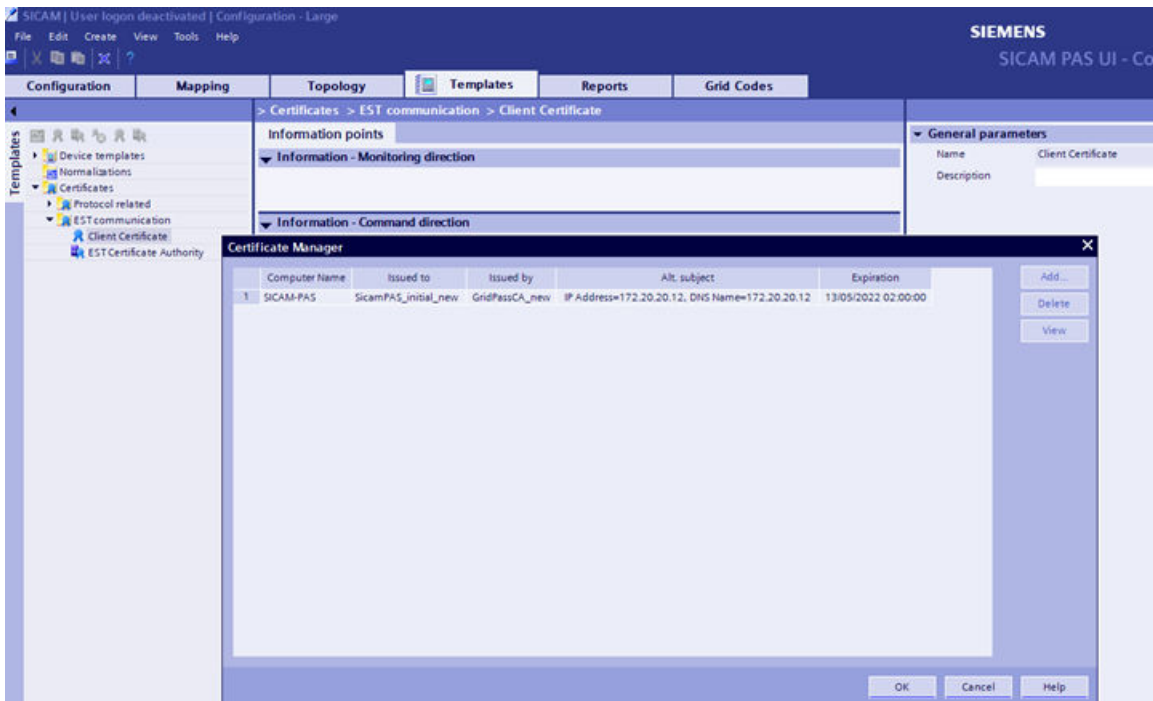 SICAM | User logon deactivated | Configuration - Large
File Edit Create View Tools Help
SIEMENS
SICAM PAS UI - Co
Configuration Mapping Topology Templates Reports Grid Codes
> Certificates > EST communication > Client Certificate
Templates
Device templates
Normalizations
Certificates
Protocol related
EST communication
Client Certificate
EST Certificate Authority
Information points
Information - Monitoring direction
Information - Command direction
General parameters
Name Client Certificate
Description
Certificate Manager
Computer Name Issued to Issued by Alt. subject Expiration
1 SICAM-PAS SicamPAS_initial_new GridPassCA_new IP Address=172.20.20.12, DNS Name=172.20.20.12 13/05/2022 02:00:00
Add...
Delete
View
OK Cancel Help